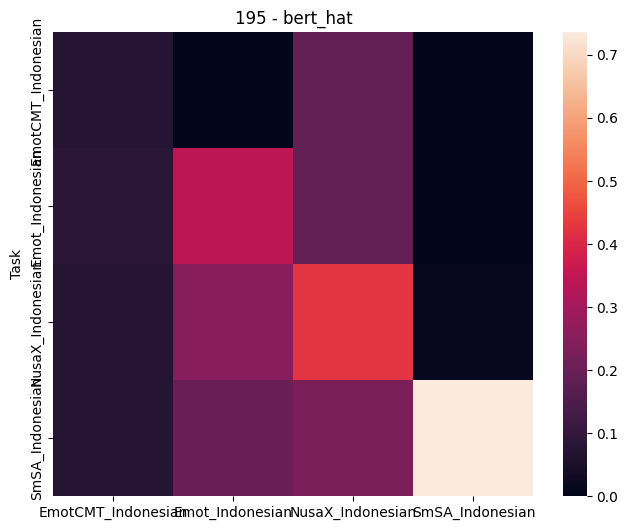 195 - bert_hat
Task
EmotCMT_Indonesian
Emot_Indonesian
NusaX_Indonesian
SmSA_Indonesian
EmotCMT_Indonesian Emot_Indonesian NusaX_Indonesian SmSA_Indonesian
0.7
0.6
0.5
0.4
0.3
0.2
0.1
0.0